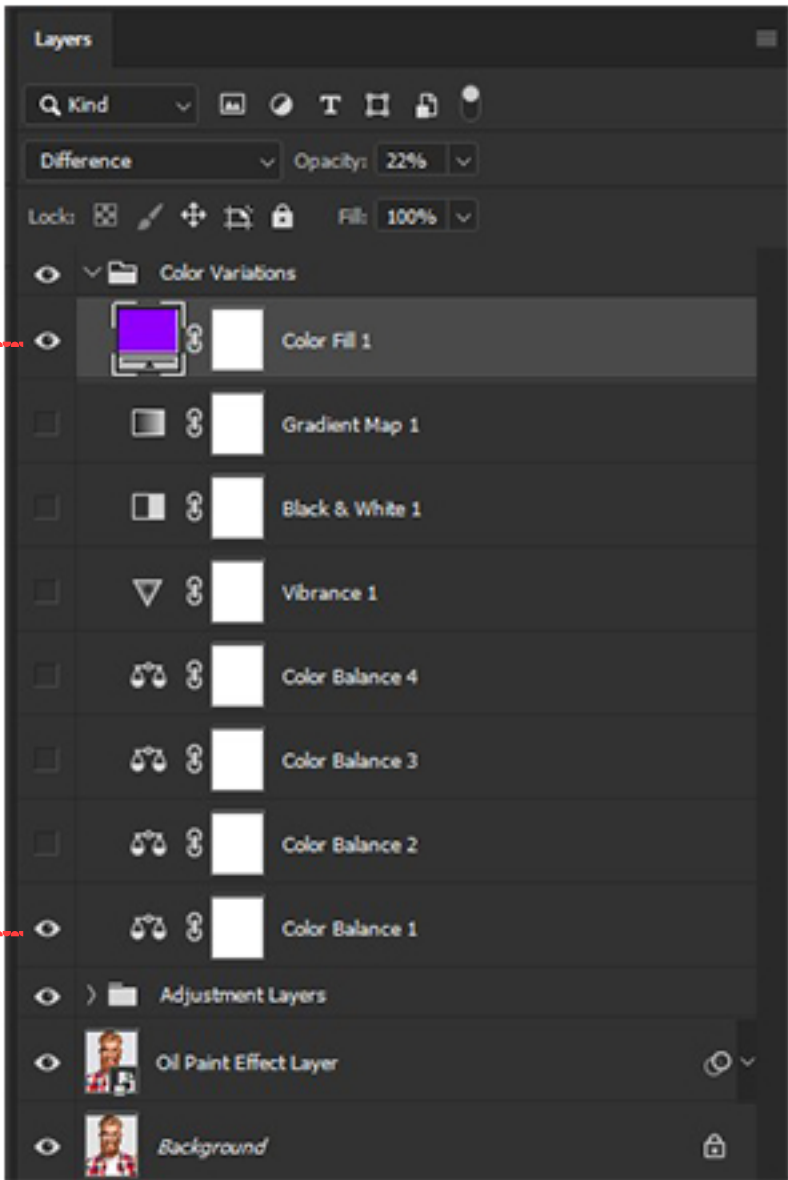 Layers
Kind
T
Difference Opacity: 22%
Lock: Fill: 100%
Color Variations
Color Fill 1
Gradient Map 1
Black & White 1
Vibrance 1
Color Balance 4
Color Balance 3
Color Balance 2
Color Balance 1
Adjustment Layers
Oil Paint Effect Layer
Background